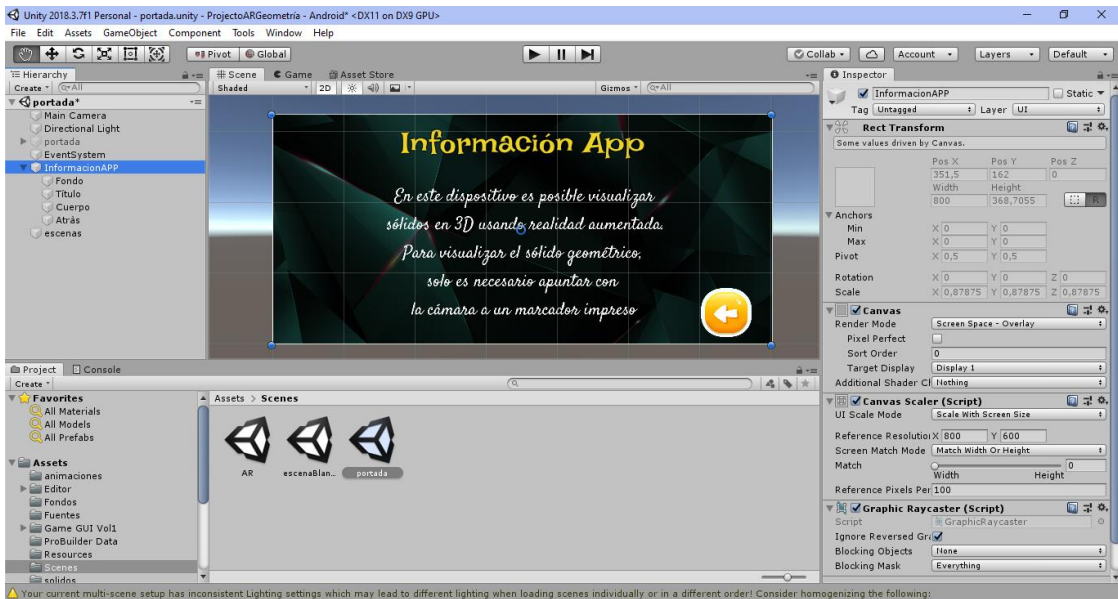 Unity 2018.3.7f1 Personal - portada.unity - ProjectoARGeometría - Android* <DX11 on DX9 GPU>
File Edit Assets GameObject Component Tools Window Help
Pivot Global Collab Account Layers Default
Hierarchy
Create All
portada*
Main Camera
Directional Light
portada
EventSystem
InformacionAPP
Fondo
Título
Cuerpo
Atrás
escenas
Scene Game Asset Store
Shaded 2D Gizmos All
Información App
En este dispositivo es posible visualizar
sólidos en 3D usando realidad aumentada.
Para visualizar el sólido geométrico,
solo es necesario apuntar con
la cámara a un marcador impreso
Project Console
Create
Favorites
All Materials
All Models
All Prefabs
Assets
animaciones
Editor
Fondos
Fuentes
Game GUI Vol1
ProBuilder Data
Resources
Scenes
solidos
Assets > Scenes
AR escenaBlan... portada
Inspector
InformacionAPP Static
Tag Untagged Layer UI
Rect Transform
Some values driven by Canvas.
Pos X Pos Y Pos Z
351,5 162 0
Width Height
800 368,7055 R
Anchors
Min X 0 Y 0
Max X 0 Y 0
Pivot X 0,5 Y 0,5
Rotation X 0 Y 0 Z 0
Scale X 0,87875 Y 0,87875 Z 0,87875
Canvas
Render Mode Screen Space - Overlay
Pixel Perfect
Sort Order 0
Target Display Display 1
Additional Shader Cl Nothing
Canvas Scaler (Script)
UI Scale Mode Scale With Screen Size
Reference Resolutio X 800 Y 600
Screen Match Mode Match Width Or Height
Match 0
Width Height
Reference Pixels Per 100
Graphic Raycaster (Script)
Script GraphicRaycaster
Ignore Reversed Gra
Blocking Objects None
Blocking Mask Everything
Your current multi-scene setup has inconsistent Lighting settings which may lead to different lighting when loading scenes individually or in a different order! Consider homogenizing the following: